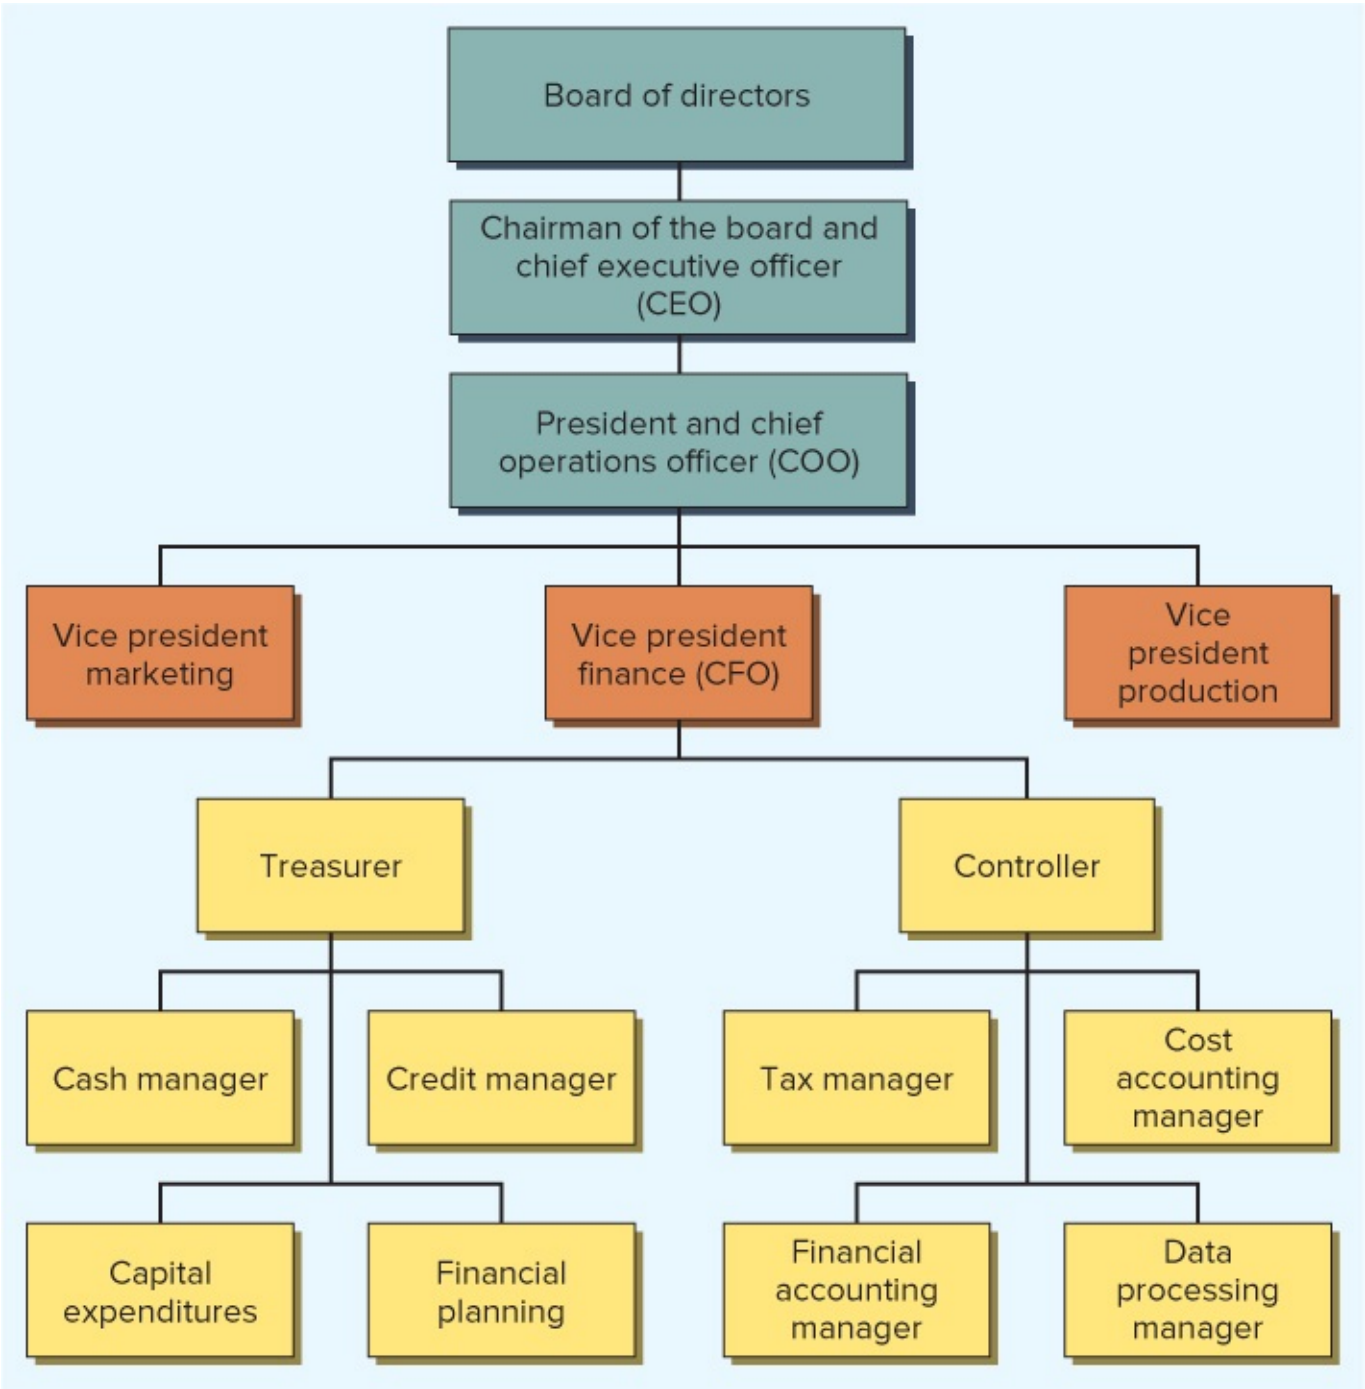 Board of directors
Chairman of the board and
chief executive officer
(CEO)
President and chief
operations officer (COO)
Vice president
marketing
Vice president
finance (CFO)
Vice
president
production
Treasurer
Controller
Cash manager
Credit manager
Tax manager
Cost
accounting
manager
Capital
expenditures
Financial
planning
Financial
accounting
manager
Data
processing
manager